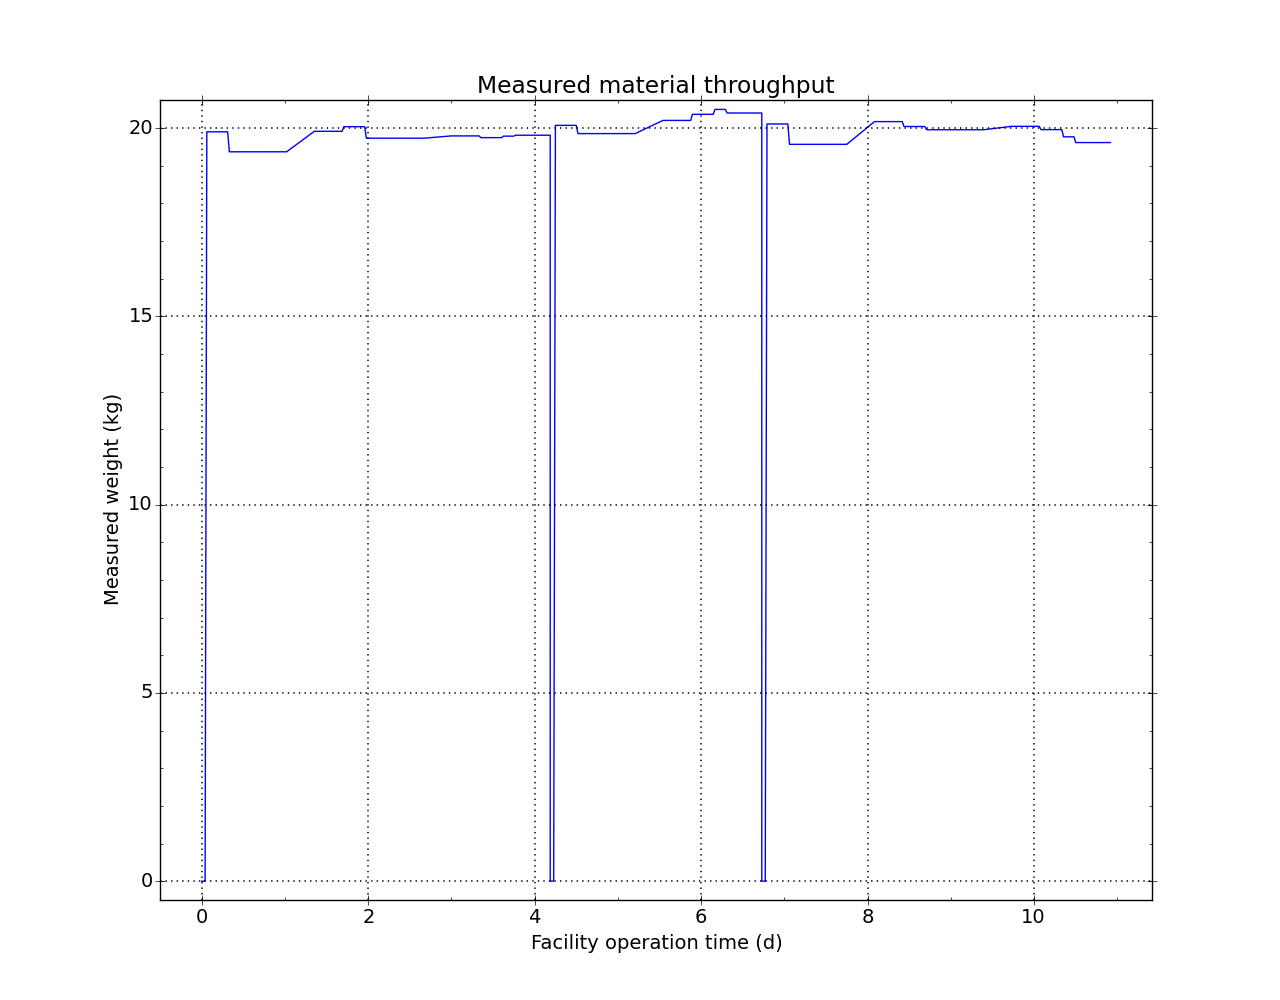 Measured material throughput
20
15
10
5
0
Measured weight (kg)
0 2 4 6 8 10
Facility operation time (d)